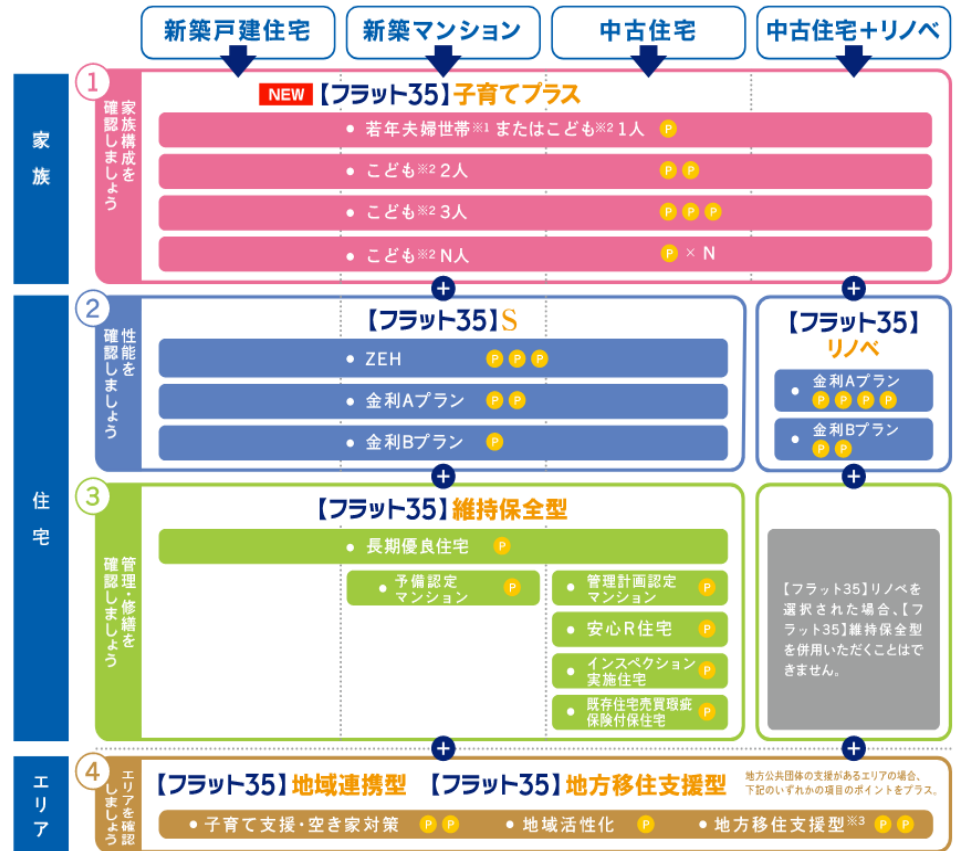 新築戸建住宅
新築マンション
中古住宅
中古住宅+リノベ
家族
① 家族構成を
確認しましょう
NEW 【フラット35】子育てプラス
• 若年夫婦世帯※1 またはこども※2 1人 P
• こども※2 2人 P P
• こども※2 3人 P P P
• こども※2 N人 P × N
+
+
住宅
② 性能を
確認しましょう
【フラット35】S
• ZEH P P P
• 金利Aプラン P P
• 金利Bプラン P
【フラット35】
リノベ
• 金利Aプラン
P P P P
• 金利Bプラン
P P
+
+
③ 管理・修繕を
確認しましょう
【フラット35】維持保全型
• 長期優良住宅 P
• 予備認定
マンション P
• 管理計画認定
マンション P
• 安心R住宅 P
• インスペクション
実施住宅 P
• 既存住宅売買瑕疵
保険付保住宅 P
【フラット35】リノベを
選択された場合、【フ
ラット35】維持保全型
を併用いただくことはで
きません。
+
+
エリア
④ エリアを確認
しましょう
【フラット35】地域連携型 【フラット35】地方移住支援型
地方公共団体の支援があるエリアの場合、
下記のいずれかの項目のポイントをプラス。
• 子育て支援・空き家対策 P P • 地域活性化 P • 地方移住支援型※3 P P